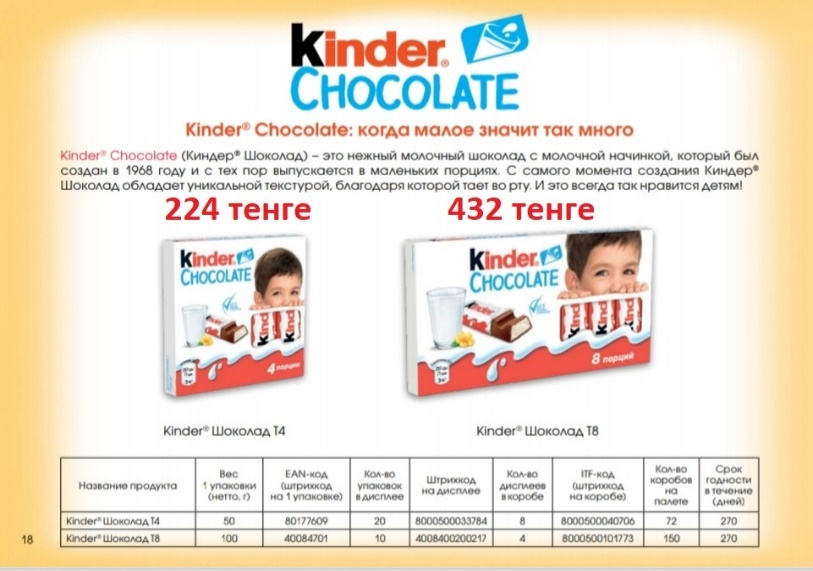 Kinder®
CHOCOLATE
Kinder® Chocolate: когда малое значит так много
Kinder® Chocolate (Киндер® Шоколад) – это нежный молочный шоколад с молочной начинкой, который был
создан в 1968 году и с тех пор выпускается в маленьких порциях. С самого момента создания Киндер®
Шоколад обладает уникальной текстурой, благодаря которой тает во рту. И это всегда так нравится детям!
224 тенге 432 тенге
Kinder
CHOCOLATE
4 порции
Kinder
CHOCOLATE
8 порций
Kinder® Шоколад T4 Kinder® Шоколад T8
Название продукта Вес 1 упаковки (нетто, г) EAN-код (штрихкод на 1 упаковке) Кол-во упаковок в дисплее Штрихкод на дисплее Кол-во дисплеев в коробе ITF-код (штрихкод на коробе) Кол-во коробов на палете Срок годности в течение (дней)
Kinder® Шоколад T4 50 80177609 20 8000500033784 8 8000500040706 72 270
Kinder® Шоколад T8 100 40084701 10 4008400200217 4 8000500101773 150 270
18